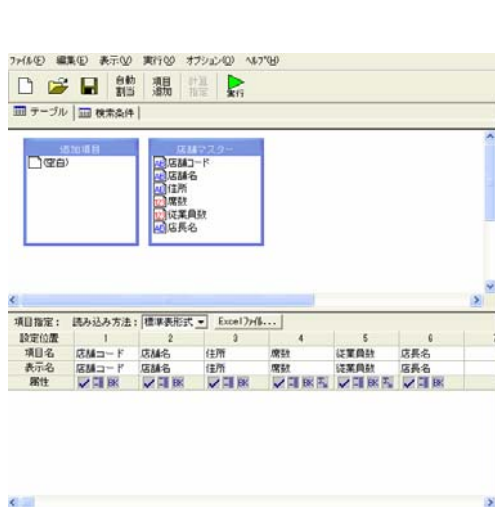 ファイル(F) 編集(E) 表示(V) 実行(X) オプション(O) ヘルプ(H)
自動割当 項目追加 計算指定 実行
テーブル 検索条件
追加項目 店舗マスター
(空白) 店舗コード
店舗名
住所
席数
従業員数
店長名
項目指定: 読み込み方法: 標準表形式 Excelファイル...
設定位置 1 2 3 4 5 6
項目名 店舗コード 店舗名 住所 席数 従業員数 店長名
表示名 店舗コード 店舗名 住所 席数 従業員数 店長名
属性 BK BK BK BK BK BK